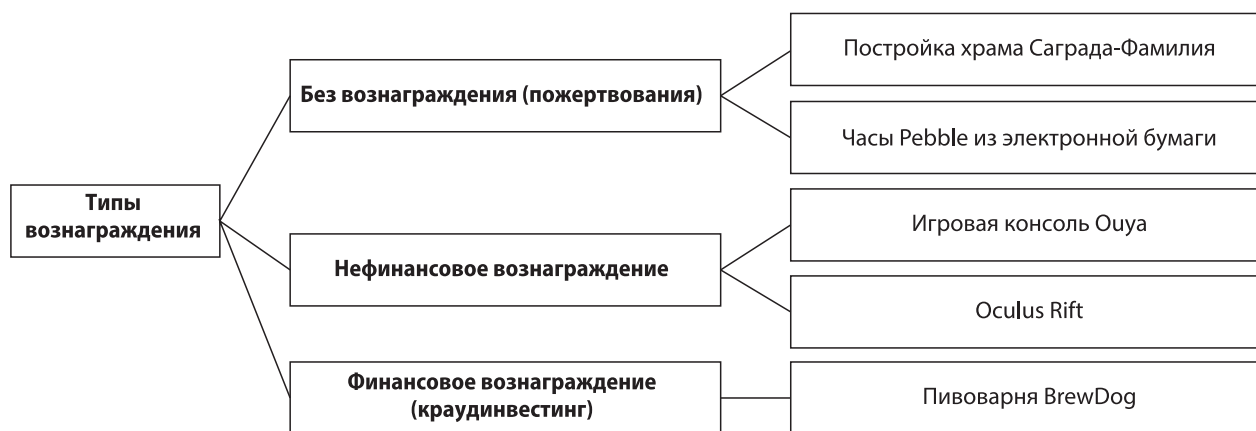 Типы
вознаграждения
Без вознаграждения (пожертвования)
Постройка храма Саграда-Фамилия
Часы Pebble из электронной бумаги
Нефинансовое вознаграждение
Игровая консоль Ouya
Oculus Rift
Финансовое вознаграждение
(краудинвестинг)
Пивоварня BrewDog